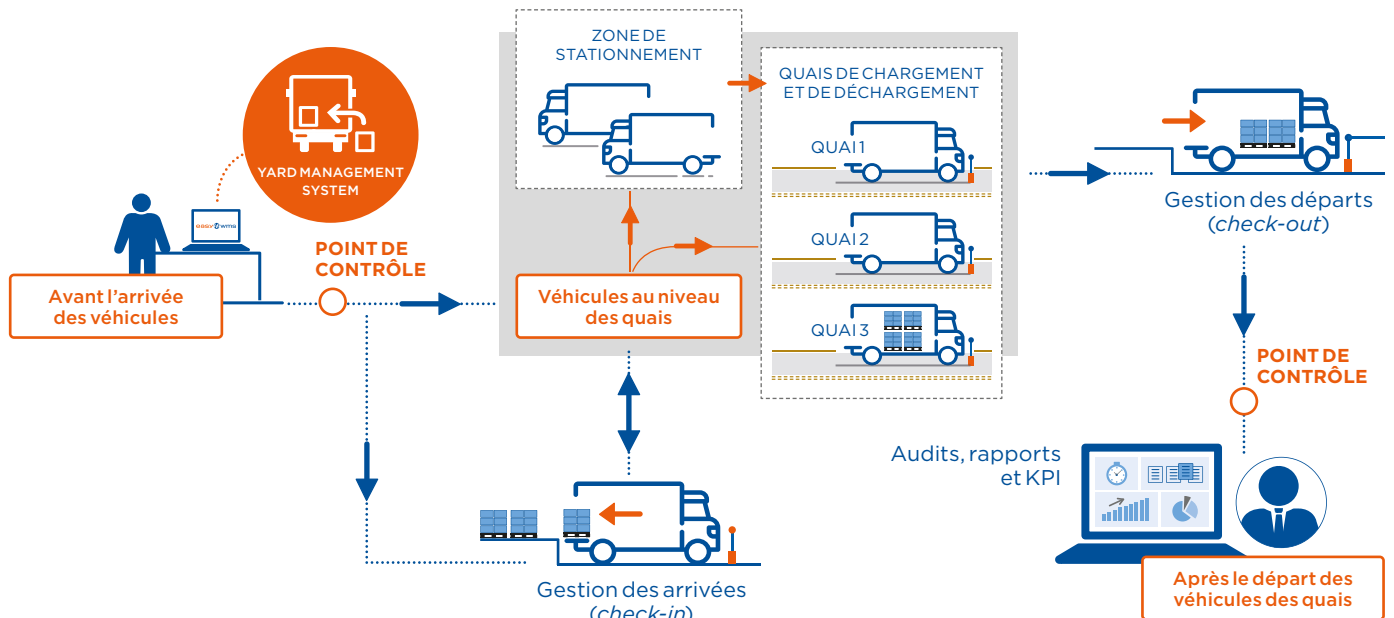 YARD MANAGEMENT
SYSTEM
easy wms
Avant l'arrivée
des véhicules
POINT DE
CONTRÔLE
ZONE DE
STATIONNEMENT
Véhicules au niveau
des quais
QUAIS DE CHARGEMENT
ET DE DÉCHARGEMENT
QUAI 1
QUAI 2
QUAI 3
Gestion des arrivées
(check-in)
Gestion des départs
(check-out)
POINT DE
CONTRÔLE
Audits, rapports
et KPI
Après le départ des
véhicules des quais